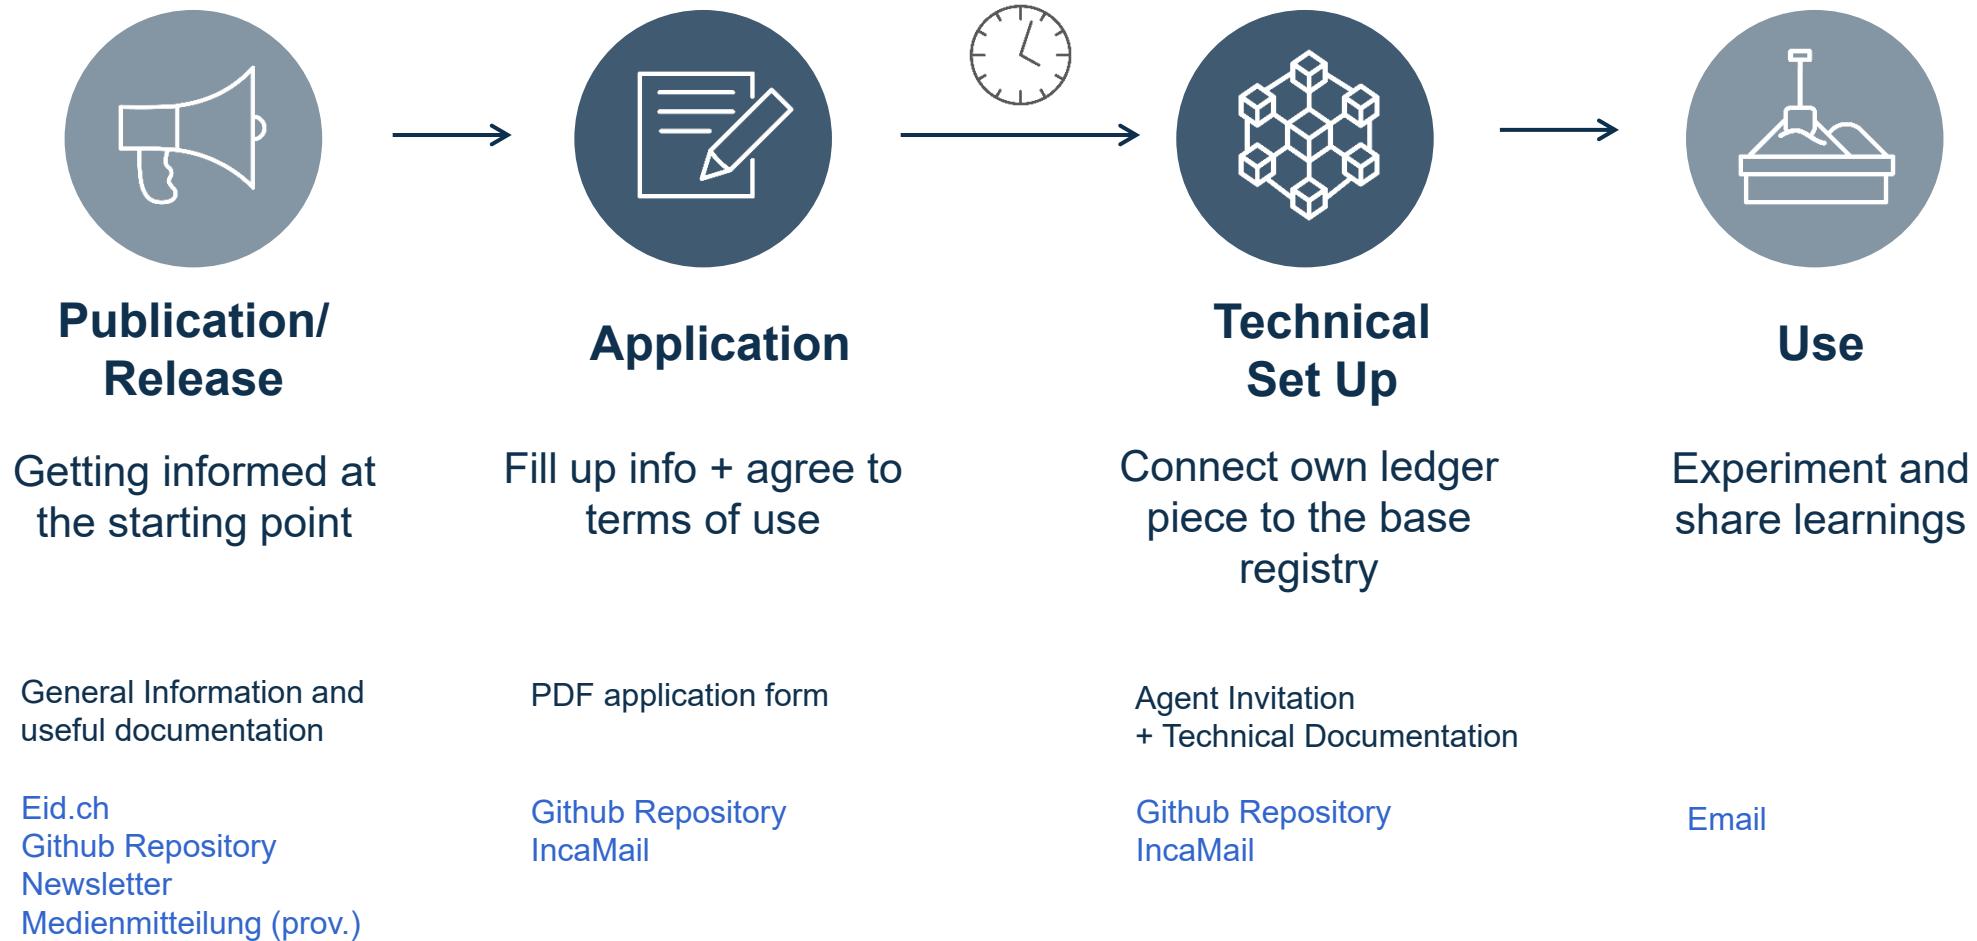 Publication/
Release
Getting informed at
the starting point
General Information and
useful documentation
Eid.ch
Github Repository
Newsletter
Medienmitteilung (prov.)
Application
Fill up info + agree to
terms of use
PDF application form
Github Repository
IncaMail
Technical
Set Up
Connect own ledger
piece to the base
registry
Agent Invitation
+ Technical Documentation
Github Repository
IncaMail
Use
Experiment and
share learnings
Email